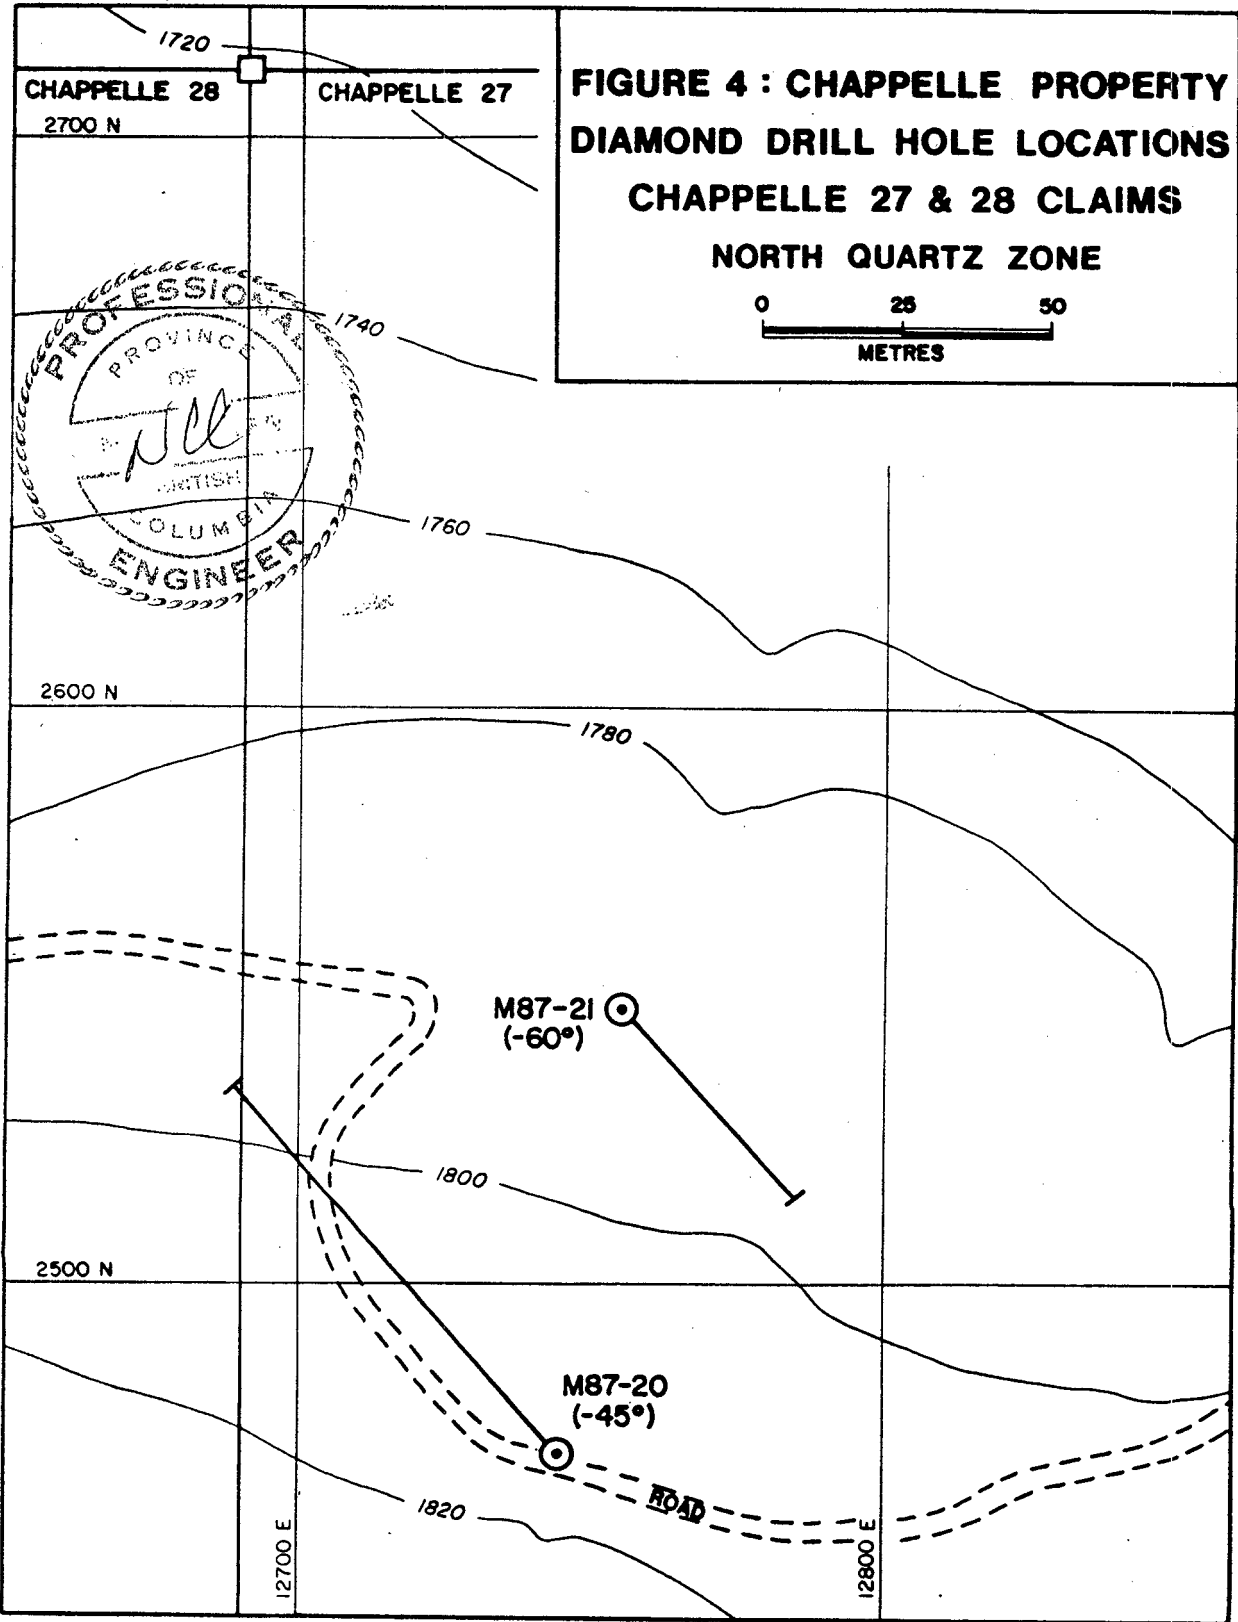 1720
CHAPPELLE 28
CHAPPELLE 27
2700 N
FIGURE 4 : CHAPPELLE PROPERTY
DIAMOND DRILL HOLE LOCATIONS
CHAPPELLE 27 & 28 CLAIMS
NORTH QUARTZ ZONE
0 25 50
METRES
PROFESSIONAL
PROVINCE
OF
BRITISH
COLUMBIA
ENGINEER
1740
1760
2600 N
1780
M87-21
(-60°)
1800
2500 N
M87-20
(-45°)
ROAD
1820
12700 E
12800 E